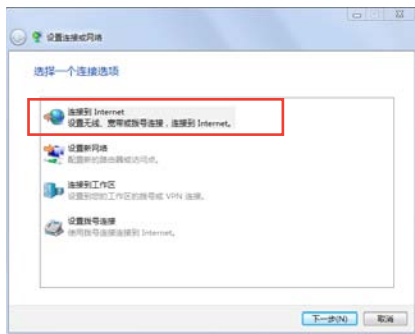 设置连接或网络
选择一个连接选项
连接到 Internet
设置无线、宽带或拨号连接，连接到 Internet。
设置新网络
配置新的路由器或访问点。
连接到工作区
设置到您的工作区的拨号或 VPN 连接。
设置拨号连接
使用拨号连接连接到 Internet。
下一步(N)
取消